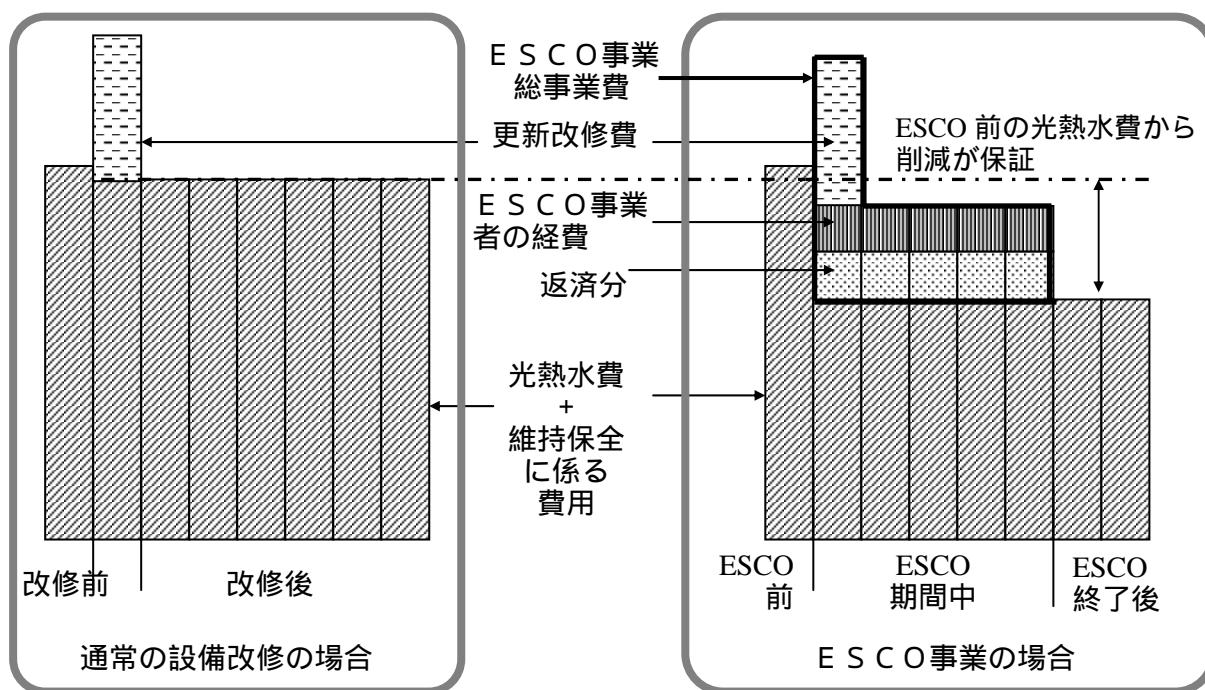 ＥＳＣＯ事業
総事業費
更新改修費
ＥＳＣＯ事業
者の経費
返済分
光熱水費
+
維持保全
に係る
費用
改修前
改修後
通常の設備改修の場合
ESCO 前の光熱水費から
削減が保証
ESCO
前
ESCO
期間中
ESCO
終了後
ＥＳＣＯ事業の場合